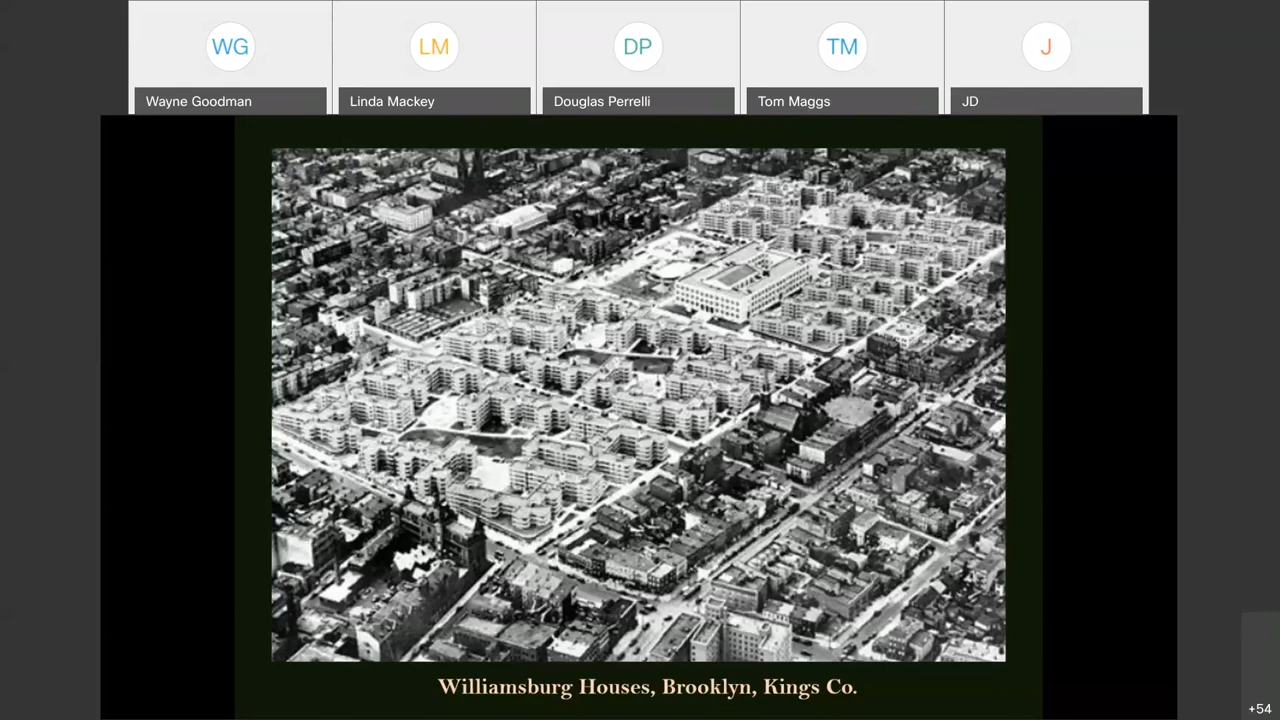 WG
LM
DP
TM
J
Wayne Goodman
Linda Mackey
Douglas Perrelli
Tom Maggs
JD
Williamsburg Houses, Brooklyn, Kings Co.
+54